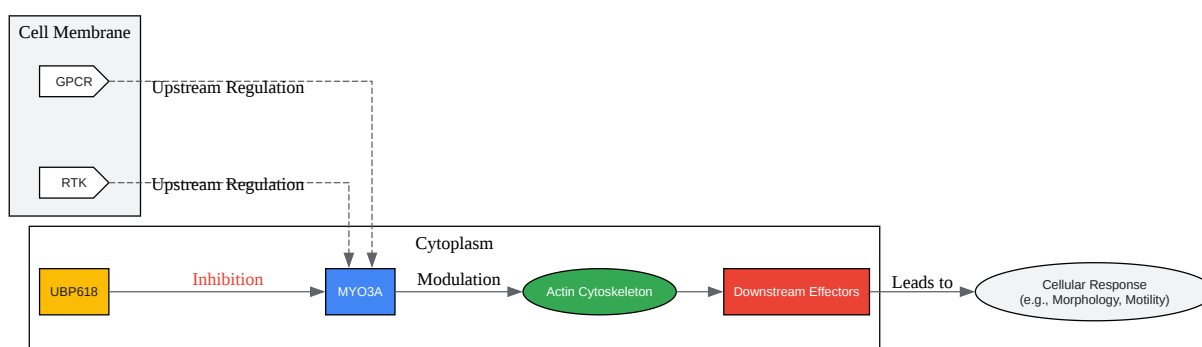 Cell Membrane
GPCR
Upstream Regulation
RTK
Upstream Regulation
Cytoplasm
UBP618
Inhibition
MYO3A
Modulation
Actin Cytoskeleton
Downstream Effectors
Leads to
Cellular Response
(e.g., Morphology, Motility)